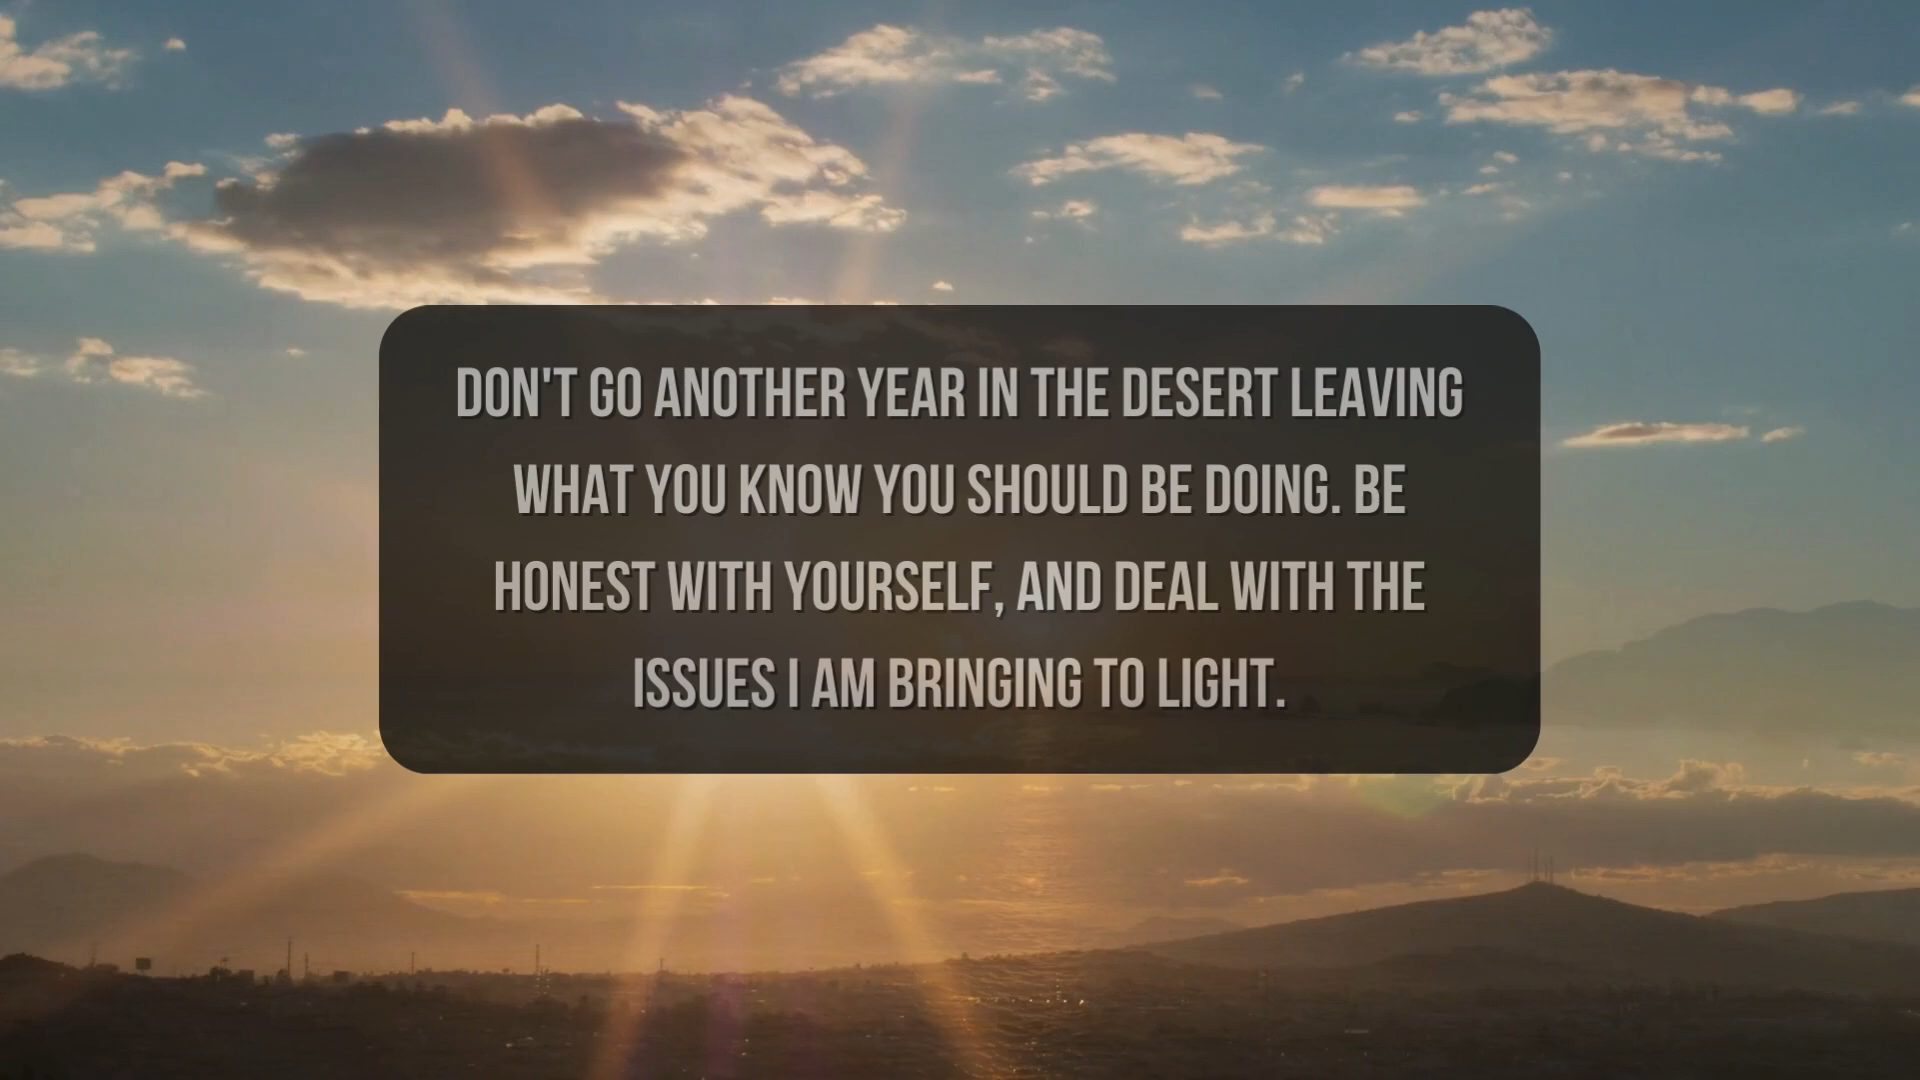 DON'T GO ANOTHER YEAR IN THE DESERT LEAVING
WHAT YOU KNOW YOU SHOULD BE DOING. BE
HONEST WITH YOURSELF, AND DEAL WITH THE
ISSUES I AM BRINGING TO LIGHT.